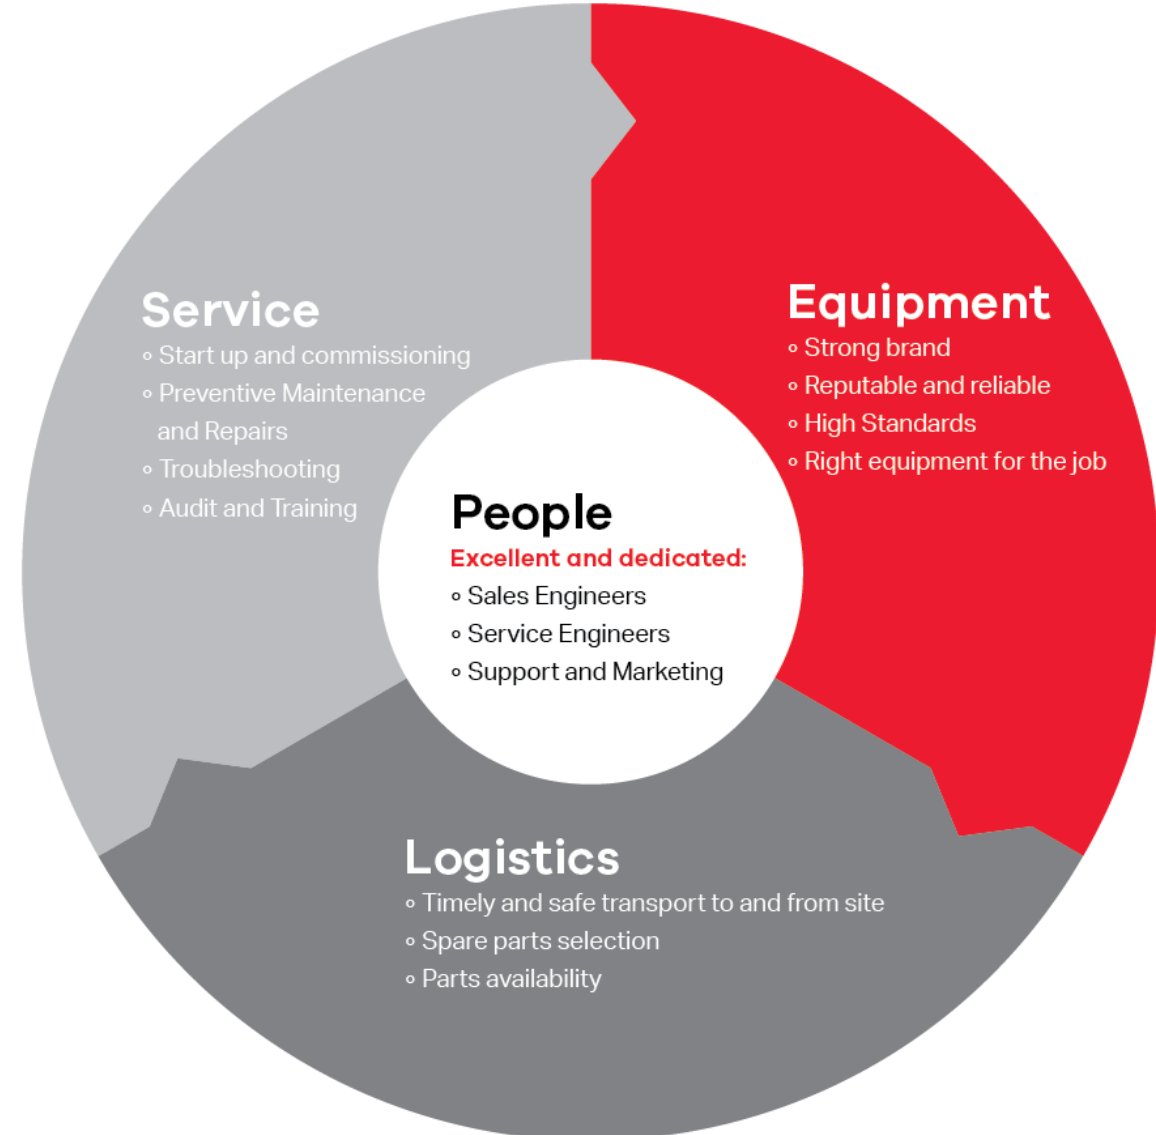 Service
∘ Start up and commissioning
∘ Preventive Maintenance
and Repairs
∘ Troubleshooting
∘ Audit and Training
Equipment
∘ Strong brand
∘ Reputable and reliable
∘ High Standards
∘ Right equipment for the job
People
Excellent and dedicated:
∘ Sales Engineers
∘ Service Engineers
∘ Support and Marketing
Logistics
∘ Timely and safe transport to and from site
∘ Spare parts selection
∘ Parts availability